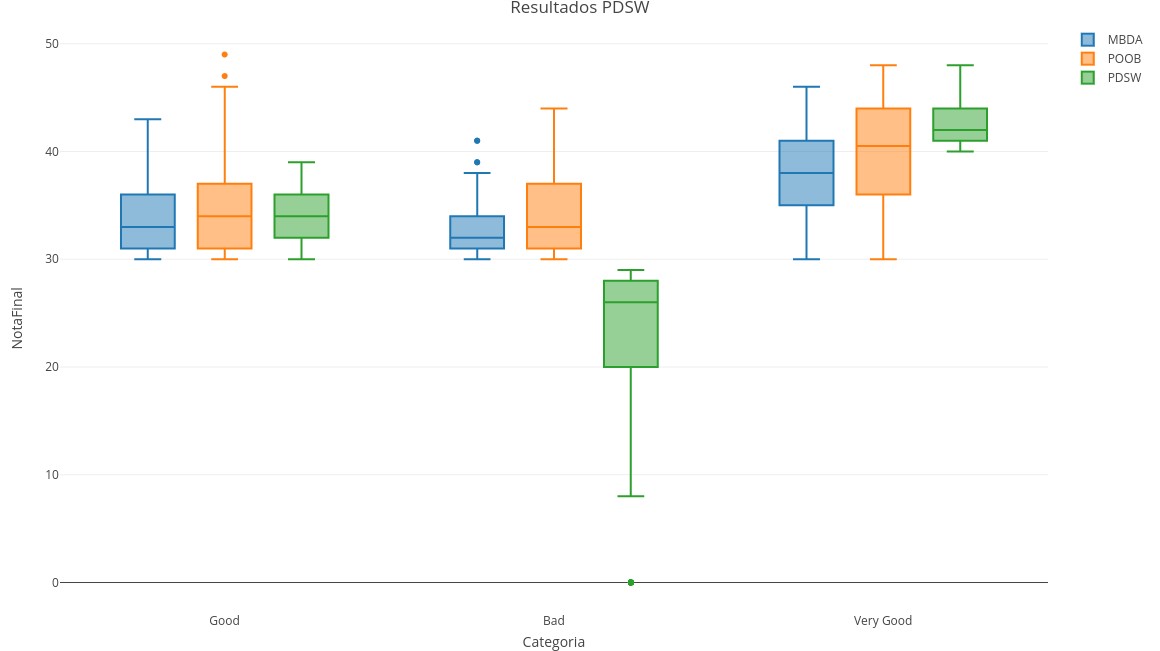 Resultados PDSW
MBDA
POOB
PDSW
50
40
30
20
10
0
NotaFinal
Good
Bad
Very Good
Categoria